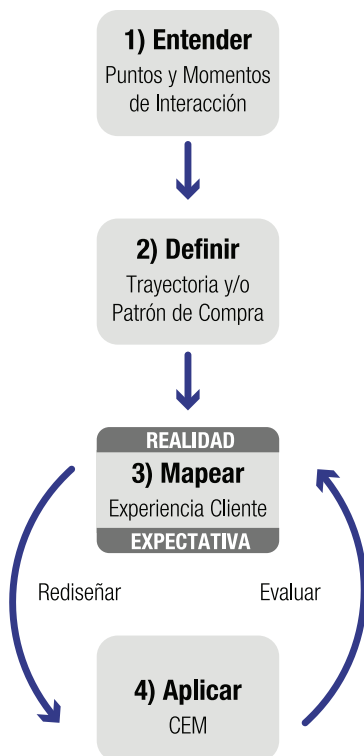 1) Entender
Puntos y Momentos
de Interacción
2) Definir
Trayectoria y/o
Patrón de Compra
REALIDAD
3) Mapear
Experiencia Cliente
EXPECTATIVA
Rediseñar
Evaluar
4) Aplicar
CEM